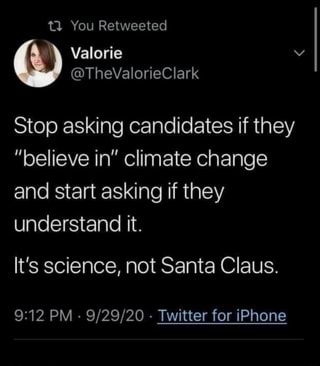 You Retweeted
Valorie
@TheValorieClark
Stop asking candidates if they
"believe in" climate change
and start asking if they
understand it.
It's science, not Santa Claus.
9:12 PM · 9/29/20 · Twitter for iPhone